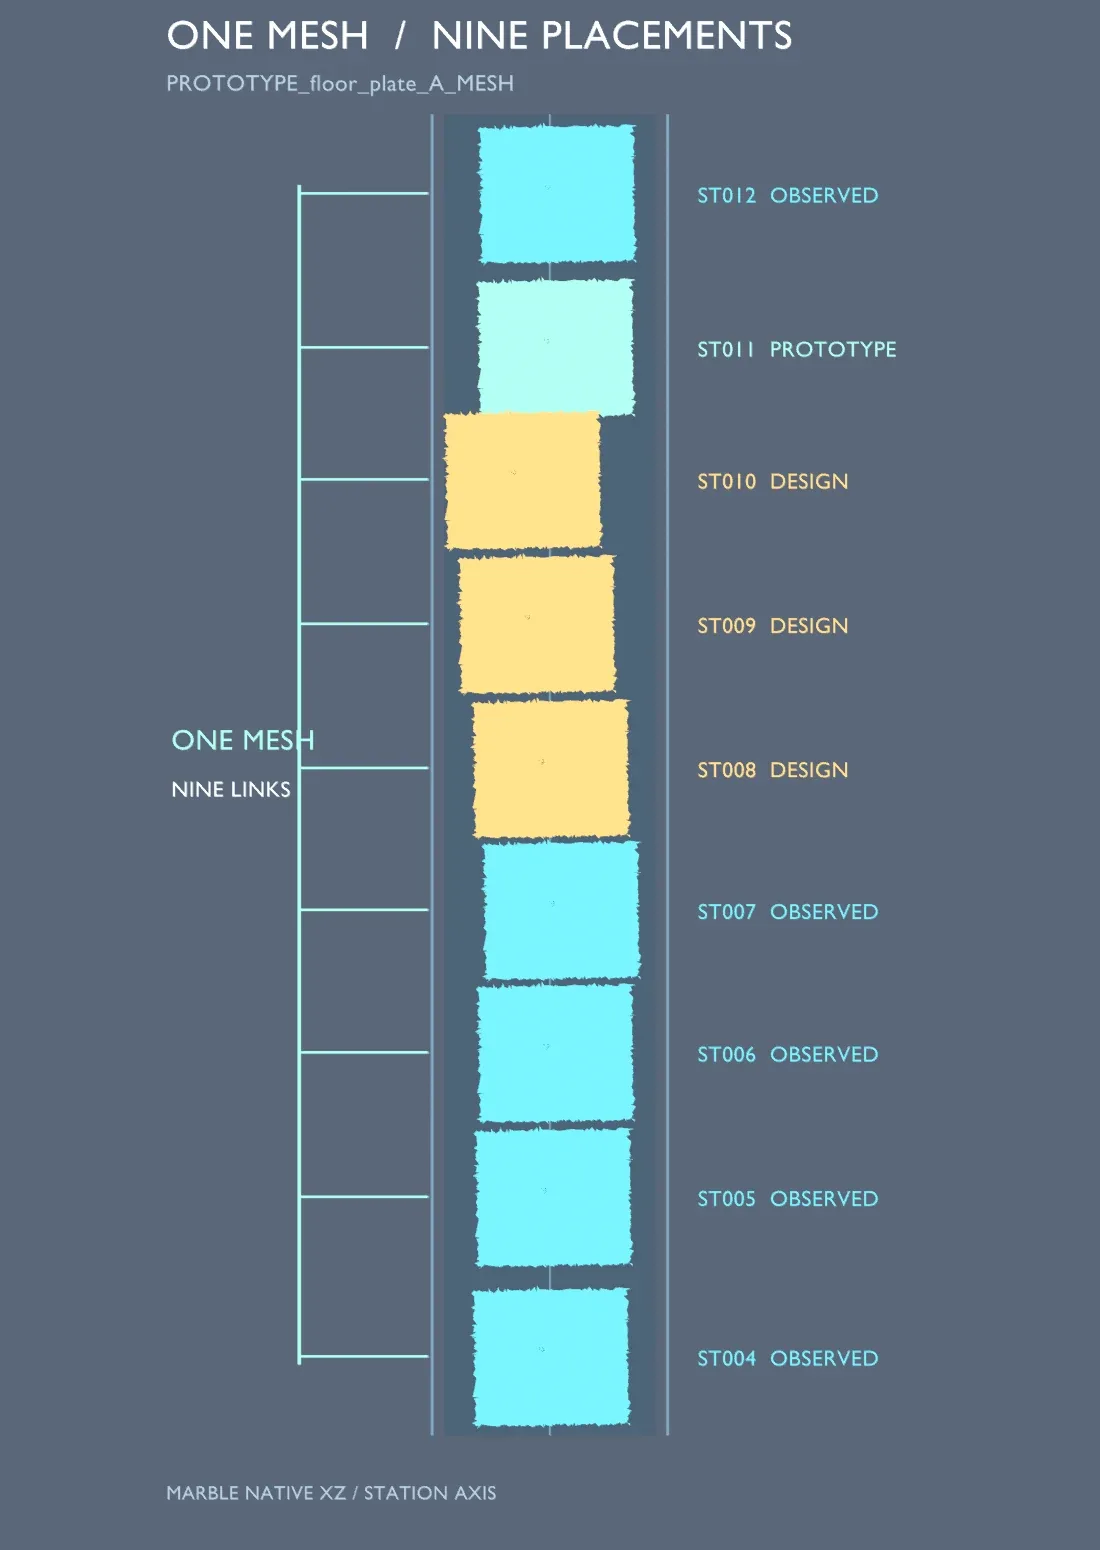 ONE MESH / NINE PLACEMENTS
PROTOTYPE_floor_plate_A_MESH
ST012 OBSERVED
ST011 PROTOTYPE
ST010 DESIGN
ST009 DESIGN
ONE MESH
ST008 DESIGN
NINE LINKS
ST007 OBSERVED
ST006 OBSERVED
ST005 OBSERVED
ST004 OBSERVED
MARBLE NATIVE XZ / STATION AXIS